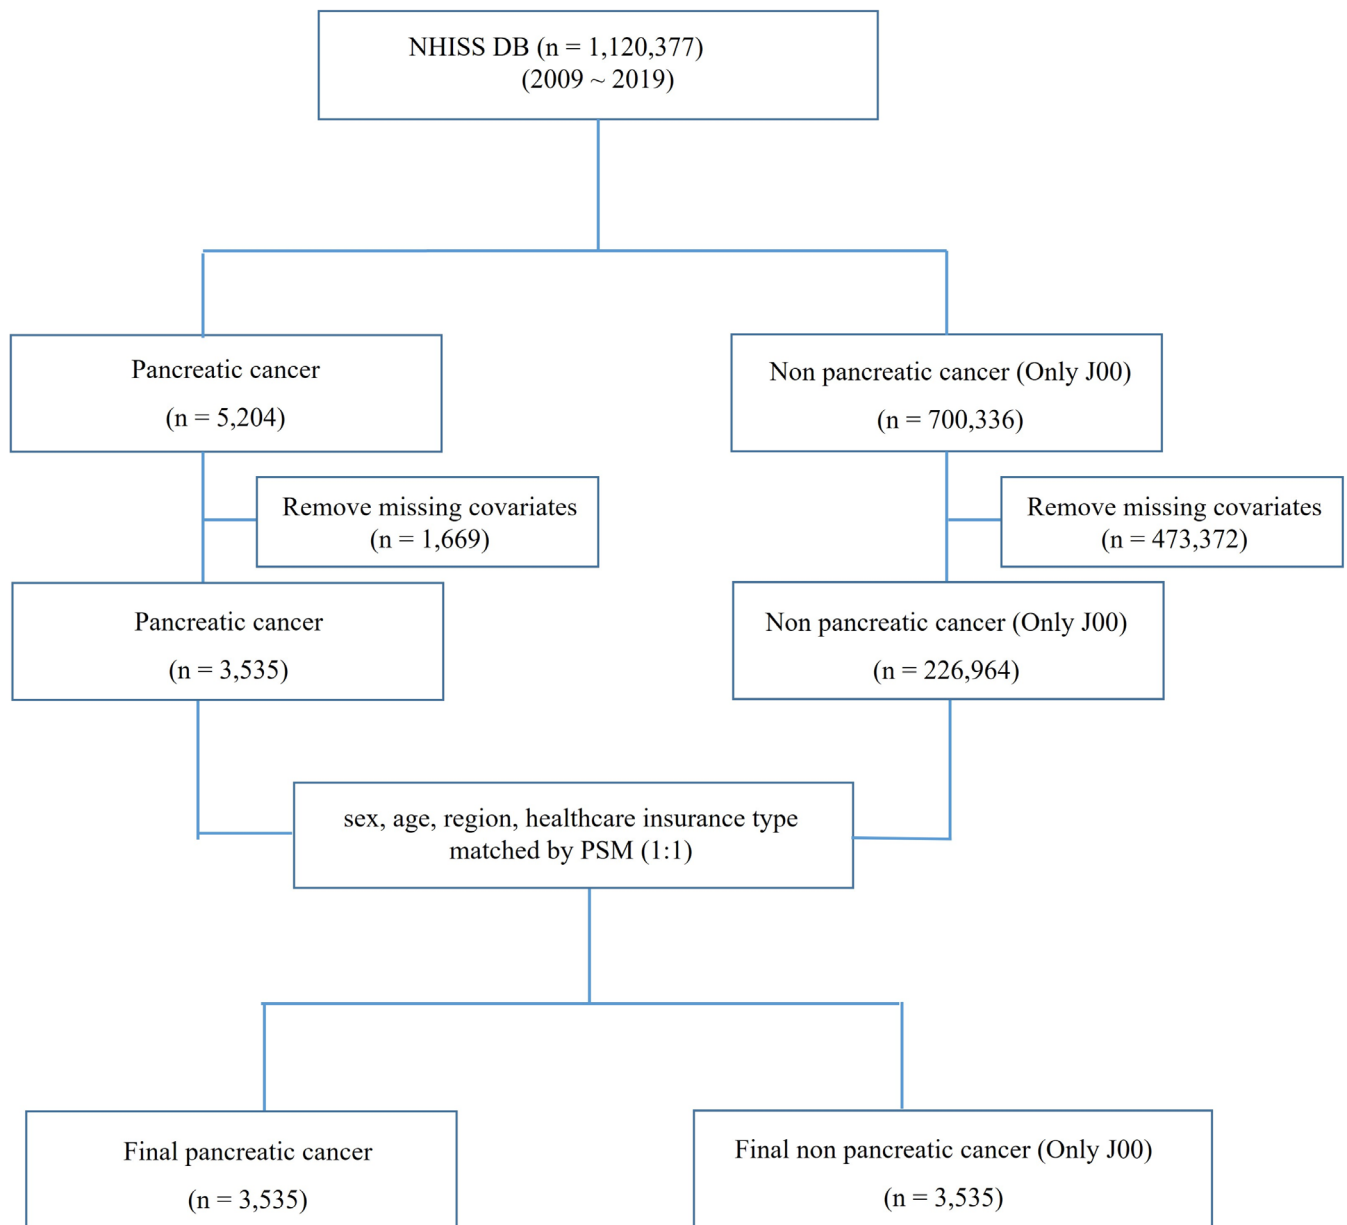 NHISS DB (n = 1,120,377)
(2009 ~ 2019)
Pancreatic cancer
(n = 5,204)
Non pancreatic cancer (Only J00)
(n = 700,336)
Remove missing covariates
(n = 1,669)
Remove missing covariates
(n = 473,372)
Pancreatic cancer
(n = 3,535)
Non pancreatic cancer (Only J00)
(n = 226,964)
sex, age, region, healthcare insurance type
matched by PSM (1:1)
Final pancreatic cancer
(n = 3,535)
Final non pancreatic cancer (Only J00)
(n = 3,535)